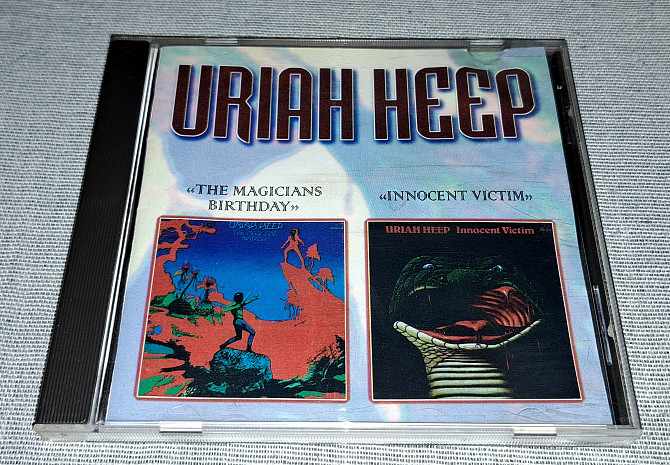 URIAH HEEP
«THE MAGICIANS
BIRTHDAY»
«INNOCENT VICTIM»
URIAH HEEP
URIAH HEEP Innocent Victim